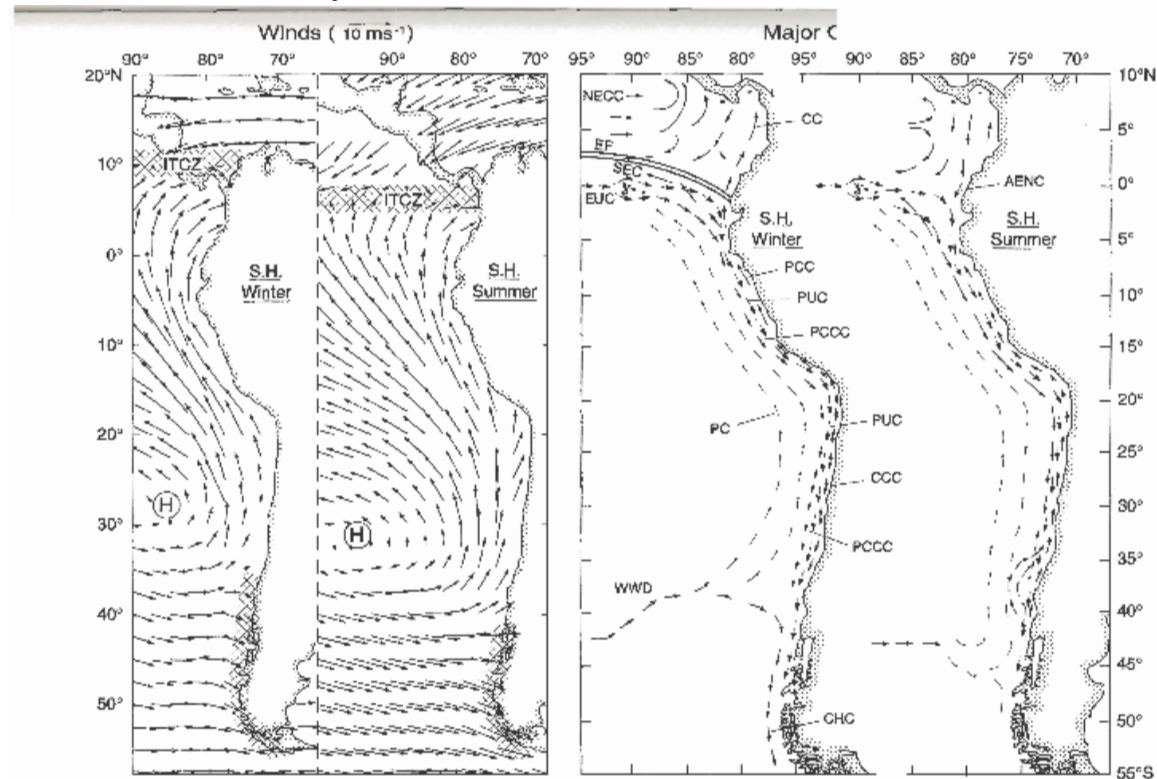 Winds ( 10 ms⁻¹)
Major C
90° 80° 70° 90° 80° 70°
95° 90° 85° 80° 95° 90° 85° 80° 75° 70°
20°N
10°
0°
10°
20°
30°
40°
50°
ITCZ
ITCZ
S.H.
Winter
S.H.
Summer
H
H
NECC
CC
EF
SEC
EUC
AENC
S.H.
Winter
S.H.
Summer
PCC
PUC
PCCC
PC
PUC
CCC
PCCC
WWD
CHC
10°N
5°
0°
5°
10°
15°
20°
25°
30°
35°
40°
45°
50°
55°S